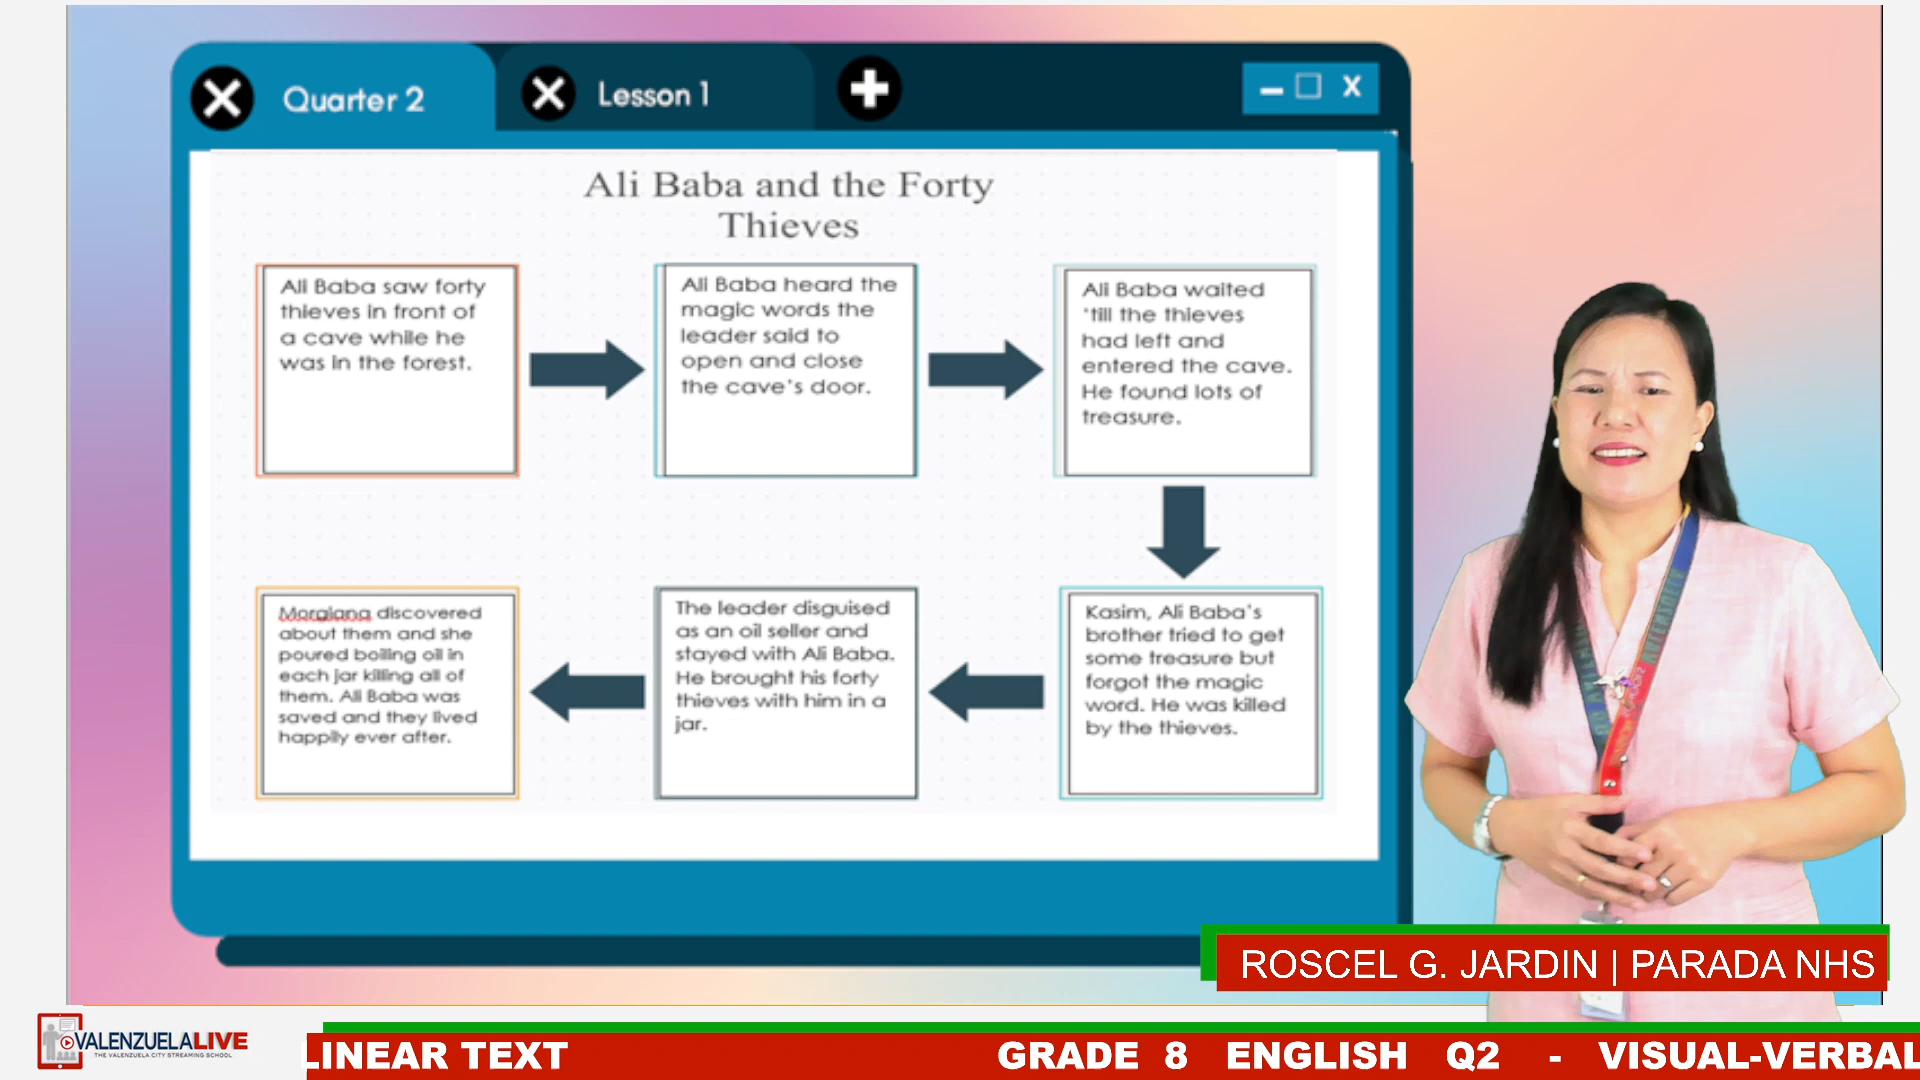 Quarter 2
Lesson 1
Ali Baba and the Forty
Thieves
Ali Baba saw forty
thieves in front of
a cave while he
was in the forest.
Ali Baba heard the
magic words the
leader said to
open and close
the cave's door.
Ali Baba waited
'till the thieves
had left and
entered the cave.
He found lots of
treasure.
Morgiana discovered
about them and she
poured boiling oil in
each jar killing all of
them. Ali Baba was
saved and they lived
happily ever after.
The leader disguised
as an oil seller and
stayed with Ali Baba.
He brought his forty
thieves with him in a
jar.
Kasim, Ali Baba's
brother tried to get
some treasure but
forgot the magic
word. He was killed
by the thieves.
ROSCEL G. JARDIN | PARADA NHS
VALENZUELALIVE
THE VALENZUELA CITY STREAMING SCHOOL
LINEAR TEXT GRADE 8 ENGLISH Q2 - VISUAL-VERBAL